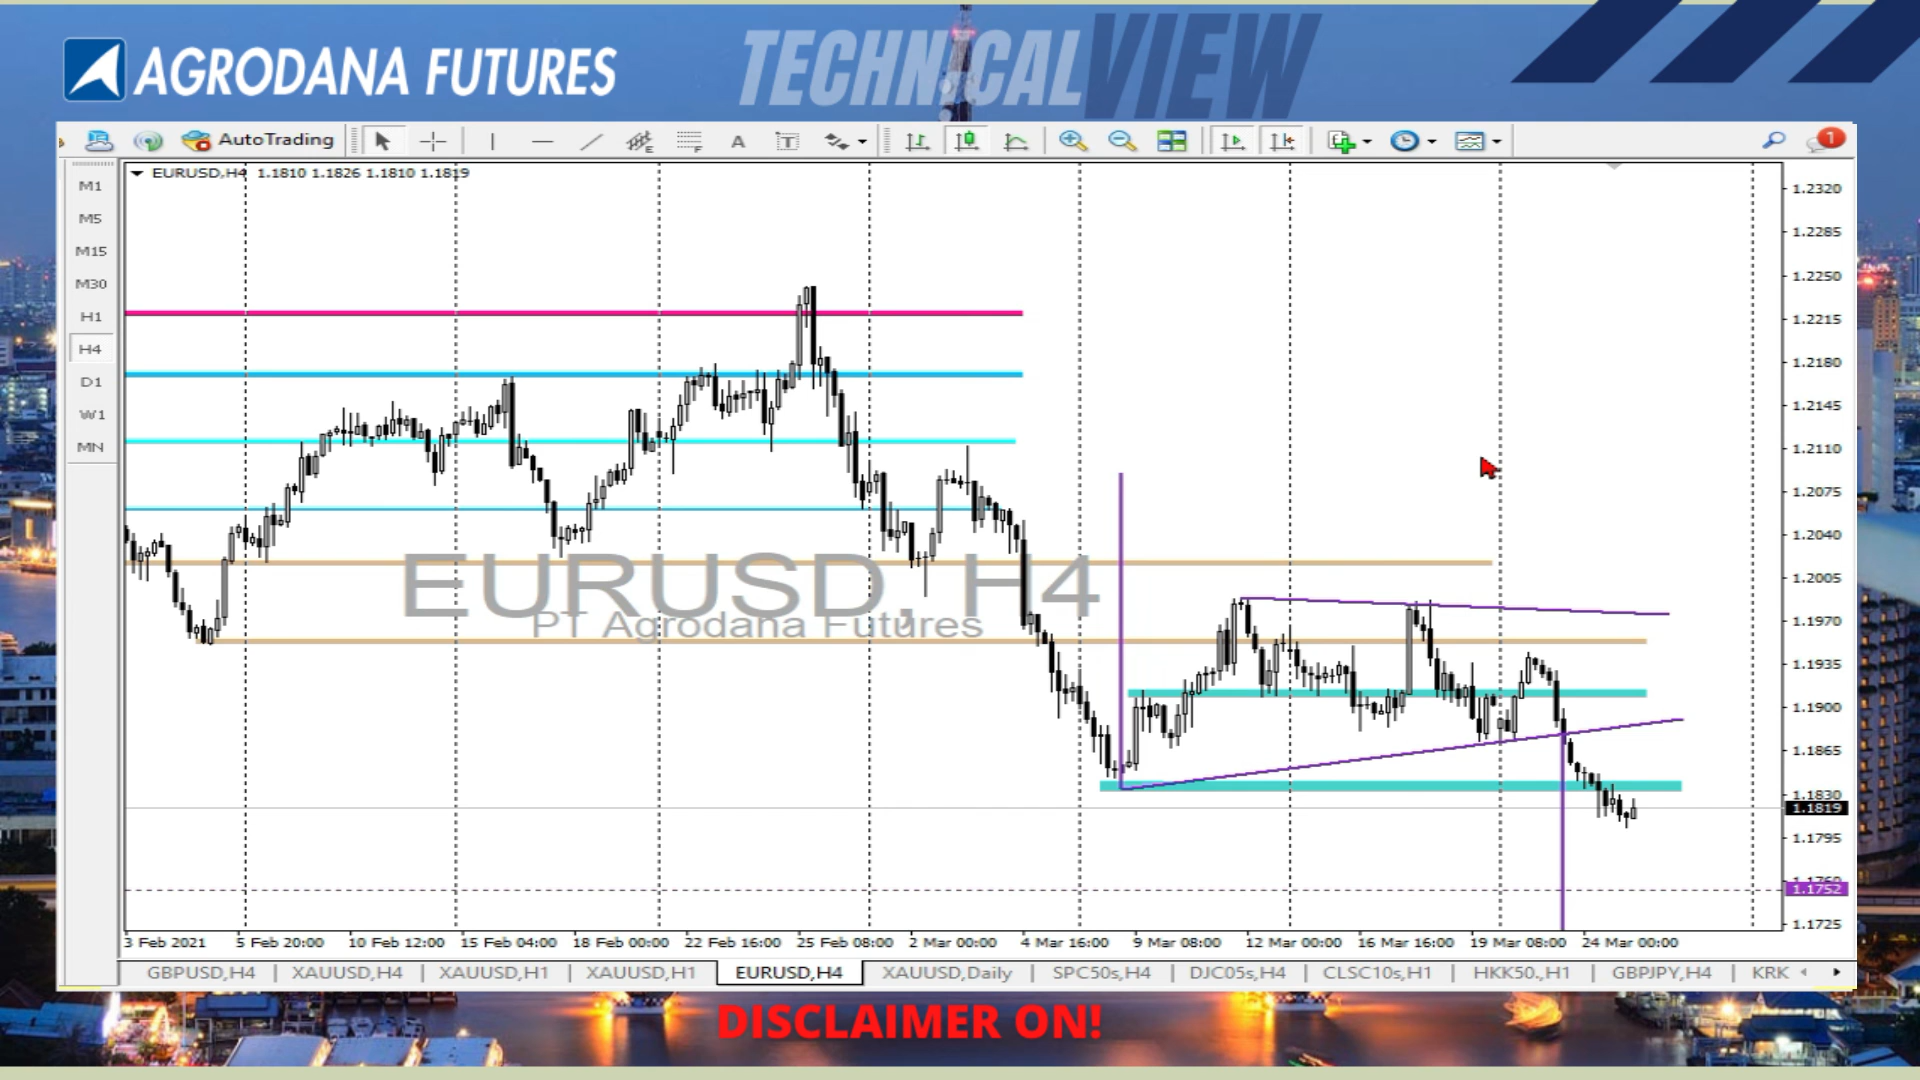 AGRODANA FUTURES
TECHNICAL VIEW
AutoTrading
E
F
A
T
1
M1
M5
M15
M30
H1
H4
D1
W1
MN
EURUSD,H4 1.1810 1.1826 1.1810 1.1819
1.2320
1.2285
1.2250
1.2215
1.2180
1.2145
1.2110
1.2075
1.2040
1.2005
1.1970
1.1935
1.1900
1.1865
1.1830
1.1819
1.1795
1.1752
1.1725
EURUSD, H4
PT Agrodana Futures
3 Feb 2021 5 Feb 20:00 10 Feb 12:00 15 Feb 04:00 18 Feb 00:00 22 Feb 16:00 25 Feb 08:00 2 Mar 00:00 4 Mar 16:00 9 Mar 08:00 12 Mar 00:00 16 Mar 16:00 19 Mar 08:00 24 Mar 00:00
GBPUSD,H4 | XAUUSD,H4 | XAUUSD,H1 | XAUUSD,H1 | EURUSD,H4 | XAUUSD,Daily | SPC50s,H4 | DJC05s,H4 | CLSC10s,H1 | HKK50.,H1 | GBPJPY,H4 | KRK
DISCLAIMER ON!